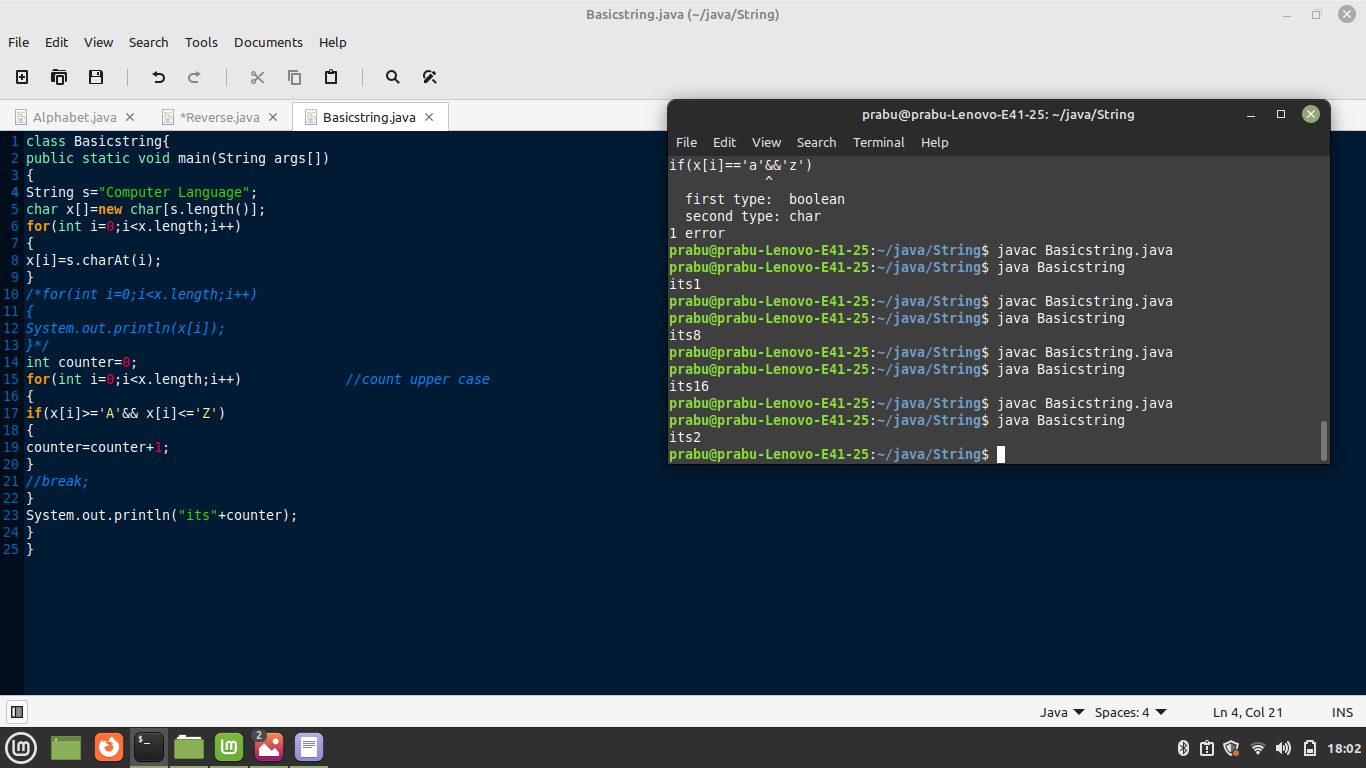 Basicstring.java (~/java/String)
File Edit View Search Tools Documents Help
Alphabet.java
*Reverse.java
Basicstring.java
1 class Basicstring{
2 public static void main(String args[])
3 {
4 String s="Computer Language";
5 char x[]=new char[s.length()];
6 for(int i=0;i<x.length;i++)
7 {
8 x[i]=s.charAt(i);
9 }
10 /*for(int i=0;i<x.length;i++)
11 {
12 System.out.println(x[i]);
13 }*/
14 int counter=0;
15 for(int i=0;i<x.length;i++) //count upper case
16 {
17 if(x[i]>='A'&& x[i]<='Z')
18 {
19 counter=counter+1;
20 }
21 //break;
22 }
23 System.out.println("its"+counter);
24 }
25 }
prabu@prabu-Lenovo-E41-25: ~/java/String
File Edit View Search Terminal Help
if(x[i]=='a'&&'z')
^
first type: boolean
second type: char
1 error
prabu@prabu-Lenovo-E41-25:~/java/String$ javac Basicstring.java
prabu@prabu-Lenovo-E41-25:~/java/String$ java Basicstring
its1
prabu@prabu-Lenovo-E41-25:~/java/String$ javac Basicstring.java
prabu@prabu-Lenovo-E41-25:~/java/String$ java Basicstring
its8
prabu@prabu-Lenovo-E41-25:~/java/String$ javac Basicstring.java
prabu@prabu-Lenovo-E41-25:~/java/String$ java Basicstring
its16
prabu@prabu-Lenovo-E41-25:~/java/String$ javac Basicstring.java
prabu@prabu-Lenovo-E41-25:~/java/String$ java Basicstring
its2
prabu@prabu-Lenovo-E41-25:~/java/String$
Java Spaces: 4 Ln 4, Col 21 INS
$_ 2 18:02